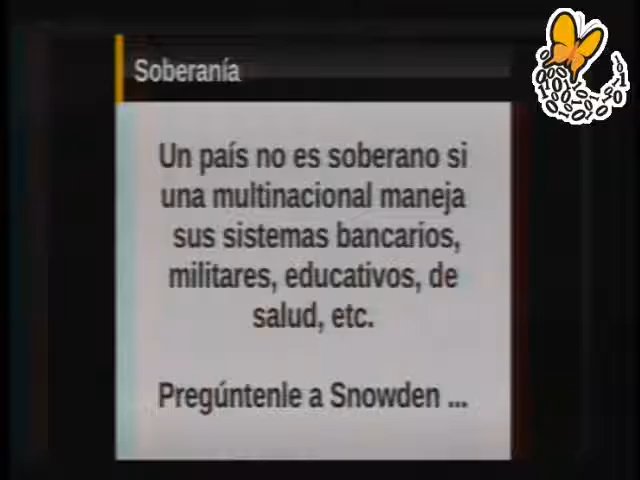 Soberanía
Un país no es soberano si
una multinacional maneja
sus sistemas bancarios,
militares, educativos, de
salud, etc.
Pregúntenle a Snowden ...